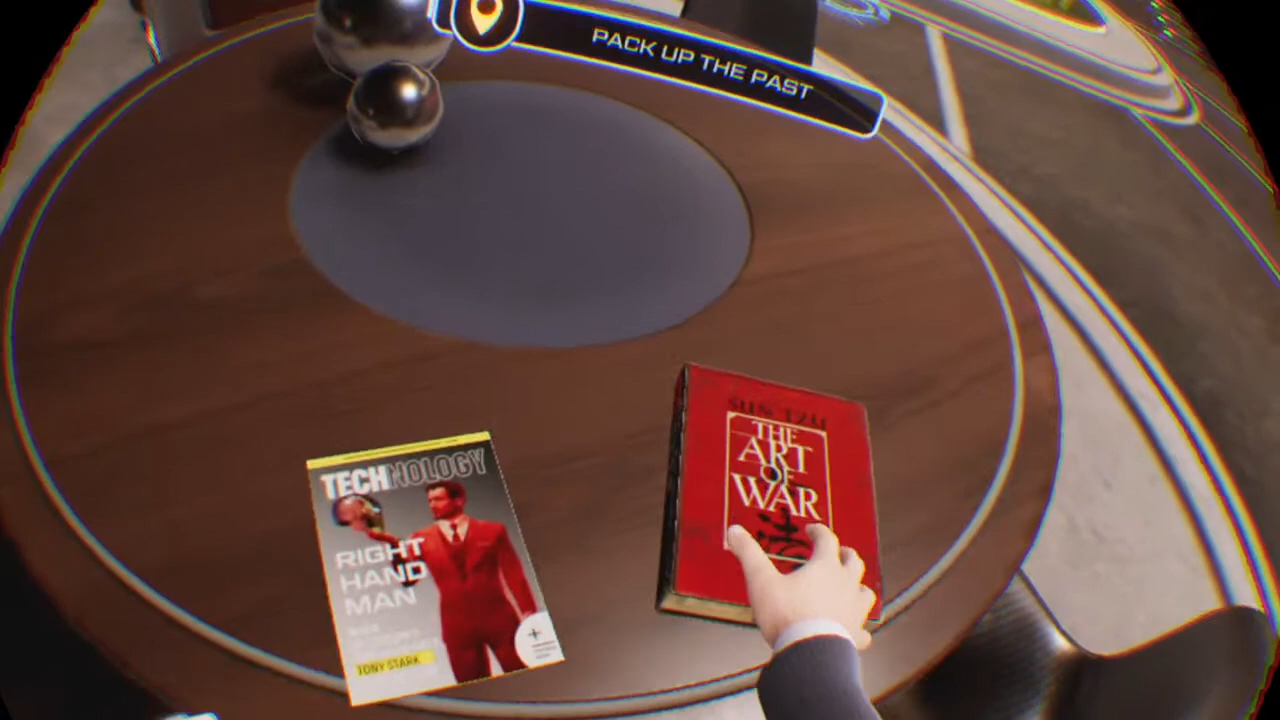 PACK UP THE PAST
TECHNOLOGY
RIGHT
HAND
MAN
TONY STARK
SUN TZU
THE
ART
OF
WAR